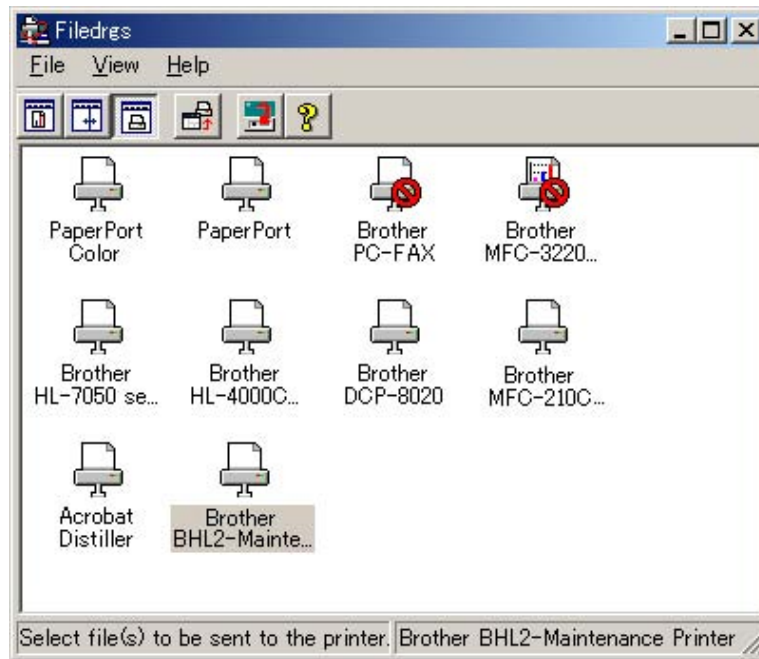 Filedrgs
File View Help
PaperPort
Color
PaperPort
Brother
PC-FAX
Brother
MFC-3220...
Brother
HL-7050 se...
Brother
HL-4000C...
Brother
DCP-8020
Brother
MFC-210C...
Acrobat
Distiller
Brother
BHL2-Mainte...
Select file(s) to be sent to the printer. Brother BHL2-Maintenance Printer